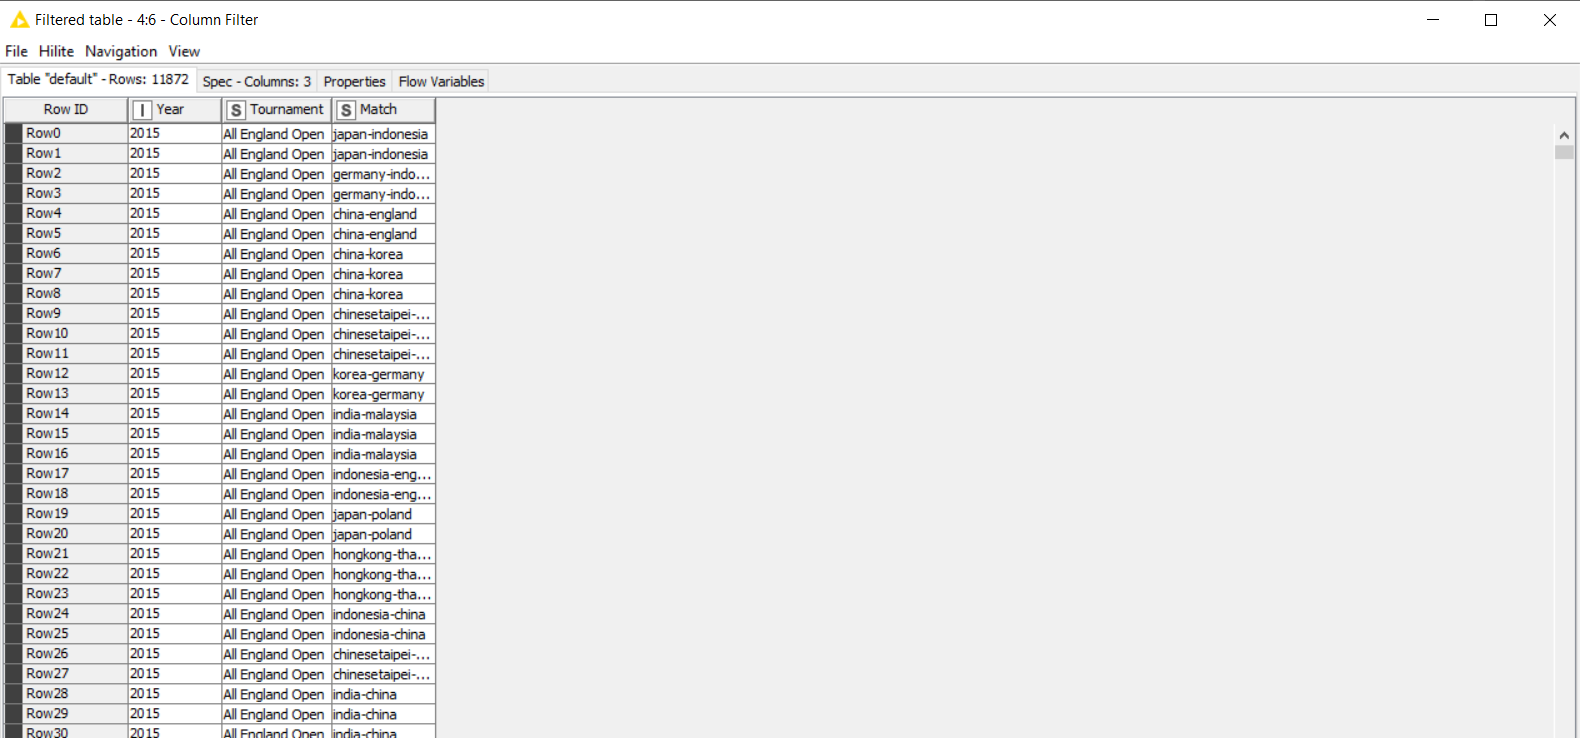 Filtered table - 4:6 - Column Filter
File Hilite Navigation View
Table "default" - Rows: 11872 Spec - Columns: 3 Properties Flow Variables
Row ID I Year S Tournament S Match
Row0 2015 All England Open japan-indonesia
Row1 2015 All England Open japan-indonesia
Row2 2015 All England Open germany-indo...
Row3 2015 All England Open germany-indo...
Row4 2015 All England Open china-england
Row5 2015 All England Open china-england
Row6 2015 All England Open china-korea
Row7 2015 All England Open china-korea
Row8 2015 All England Open china-korea
Row9 2015 All England Open chinesetaipei-...
Row10 2015 All England Open chinesetaipei-...
Row11 2015 All England Open chinesetaipei-...
Row12 2015 All England Open korea-germany
Row13 2015 All England Open korea-germany
Row14 2015 All England Open india-malaysia
Row15 2015 All England Open india-malaysia
Row16 2015 All England Open india-malaysia
Row17 2015 All England Open indonesia-eng...
Row18 2015 All England Open indonesia-eng...
Row19 2015 All England Open japan-poland
Row20 2015 All England Open japan-poland
Row21 2015 All England Open hongkong-tha...
Row22 2015 All England Open hongkong-tha...
Row23 2015 All England Open hongkong-tha...
Row24 2015 All England Open indonesia-china
Row25 2015 All England Open indonesia-china
Row26 2015 All England Open chinesetaipei-...
Row27 2015 All England Open chinesetaipei-...
Row28 2015 All England Open india-china
Row29 2015 All England Open india-china
Row30 2015 All England Open india-china